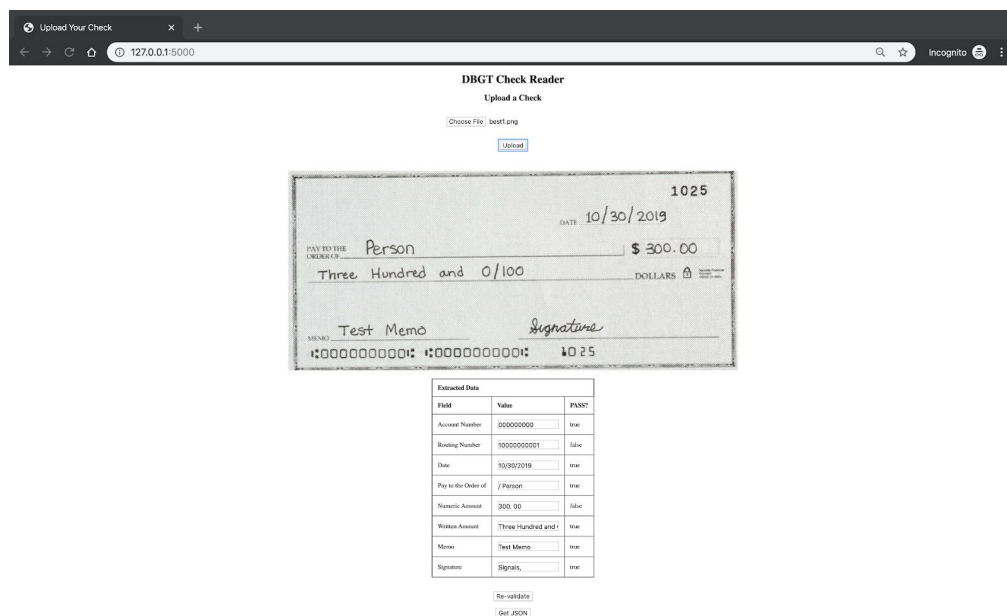 Upload Your Check
127.0.0.1:5000
Incognito
DBGT Check Reader
Upload a Check
Choose File best1.png
Upload
1025
DATE 10/30/2019
PAY TO THE ORDER OF Person $ 300.00
Three Hundred and 0/100 DOLLARS
MEMO Test Memo Signature
⑆000000000⑆ ⑆000000000⑆ 1025
Extracted Data
Field Value PASS?
Account Number 000000000 true
Routing Number 10000000001 false
Date 10/30/2019 true
Pay to the Order of / Person true
Numeric Amount 300. 00 false
Written Amount Three Hundred and true
Memo Test Memo true
Signature Signals, true
Re-validate
Get JSON